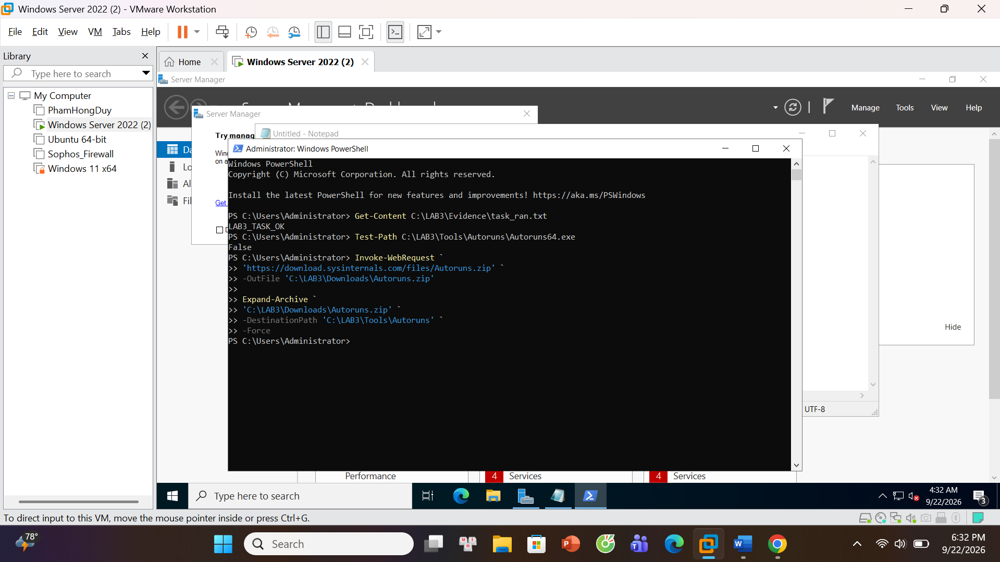 Windows Server 2022 (2) - VMware Workstation
File Edit View VM Tabs Help
Library
Type here to search
My Computer
PhamHongDuy
Windows Server 2022 (2)
Ubuntu 64-bit
Sophos_Firewall
Windows 11 x64
Home
Windows Server 2022 (2)
Server Manager
Manage Tools View Help
Server Manager
Try manag
Get
Untitled - Notepad
Administrator: Windows PowerShell
Windows PowerShell
Copyright (C) Microsoft Corporation. All rights reserved.
Install the latest PowerShell for new features and improvements! https://aka.ms/PSWindows
PS C:\Users\Administrator> Get-Content C:\LAB3\Evidence\task_ran.txt
LAB3_TASK_OK
PS C:\Users\Administrator> Test-Path C:\LAB3\Tools\Autoruns\Autoruns64.exe
False
PS C:\Users\Administrator> Invoke-WebRequest `
>> 'https://download.sysinternals.com/files/Autoruns.zip' `
>> -OutFile 'C:\LAB3\Downloads\Autoruns.zip'
>>
>> Expand-Archive `
>> 'C:\LAB3\Downloads\Autoruns.zip' `
>> -DestinationPath 'C:\LAB3\Tools\Autoruns' `
>> -Force
PS C:\Users\Administrator>
Hide
UTF-8
Performance
4 Services
4 Services
Type here to search
4:32 AM
9/22/2026
3
To direct input to this VM, move the mouse pointer inside or press Ctrl+G.
78°
Search
6:32 PM
9/22/2026